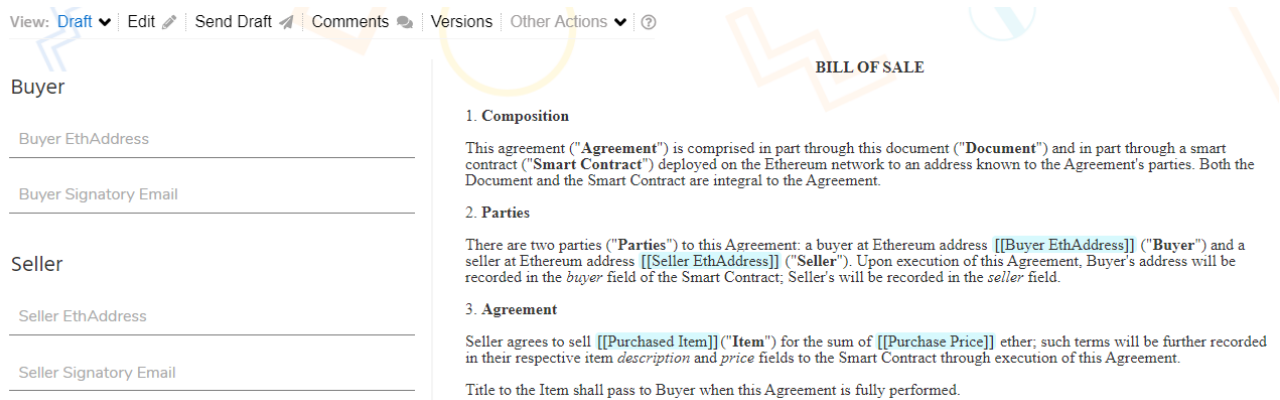 View: Draft Edit Send Draft Comments Versions Other Actions
Buyer
Buyer EthAddress
Buyer Signatory Email
Seller
Seller EthAddress
Seller Signatory Email
BILL OF SALE
1. Composition
This agreement ("Agreement") is comprised in part through this document ("Document") and in part through a smart
contract ("Smart Contract") deployed on the Ethereum network to an address known to the Agreement's parties. Both the
Document and the Smart Contract are integral to the Agreement.
2. Parties
There are two parties ("Parties") to this Agreement: a buyer at Ethereum address [[Buyer EthAddress]] ("Buyer") and a
seller at Ethereum address [[Seller EthAddress]] ("Seller"). Upon execution of this Agreement, Buyer's address will be
recorded in the buyer field of the Smart Contract; Seller's will be recorded in the seller field.
3. Agreement
Seller agrees to sell [[Purchased Item]] ("Item") for the sum of [[Purchase Price]] ether; such terms will be further recorded
in their respective item description and price fields to the Smart Contract through execution of this Agreement.
Title to the Item shall pass to Buyer when this Agreement is fully performed.